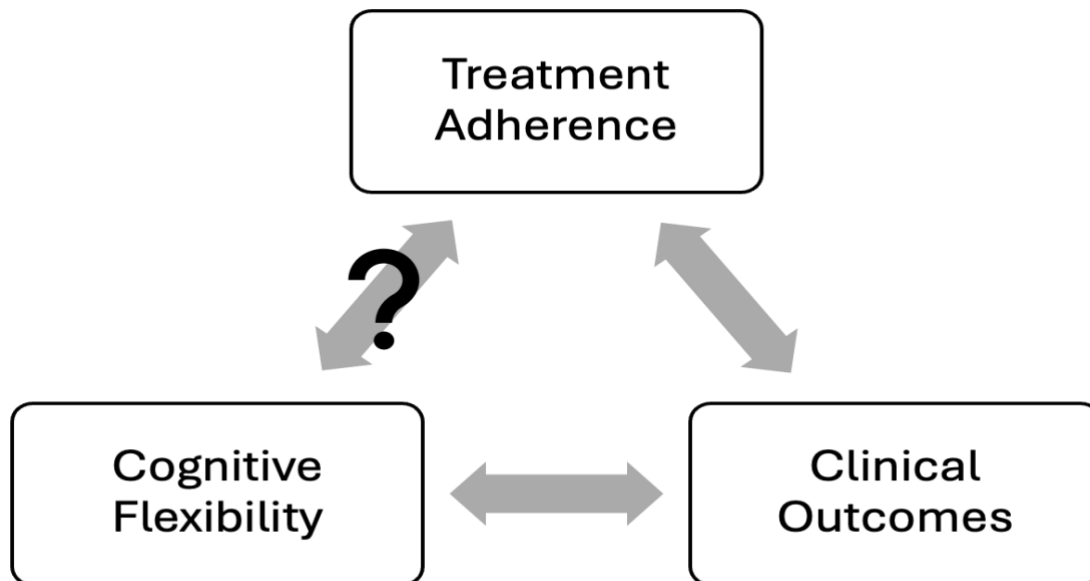 Treatment
Adherence
?
Cognitive
Flexibility
Clinical
Outcomes